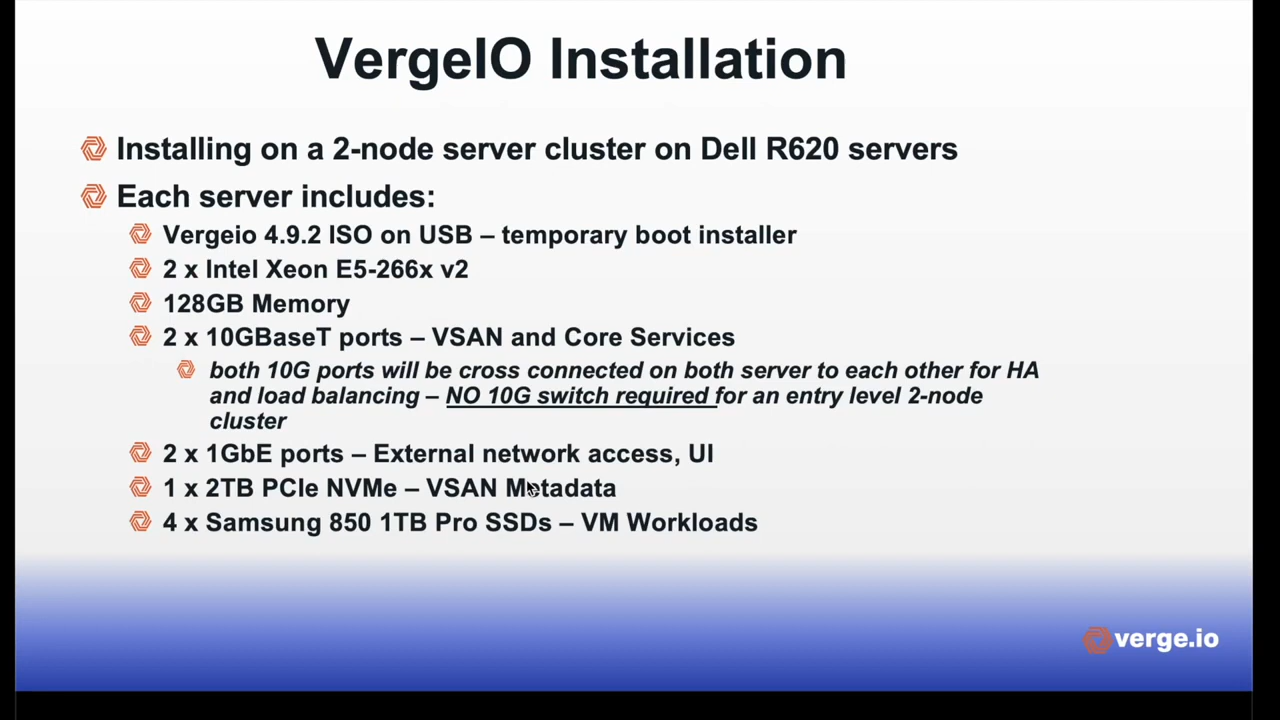 VergeIO Installation
Installing on a 2-node server cluster on Dell R620 servers
Each server includes:
Vergeio 4.9.2 ISO on USB – temporary boot installer
2 x Intel Xeon E5-266x v2
128GB Memory
2 x 10GBaseT ports – VSAN and Core Services
both 10G ports will be cross connected on both server to each other for HA
and load balancing – NO 10G switch required for an entry level 2-node
cluster
2 x 1GbE ports – External network access, UI
1 x 2TB PCIe NVMe – VSAN Metadata
4 x Samsung 850 1TB Pro SSDs – VM Workloads
verge.io